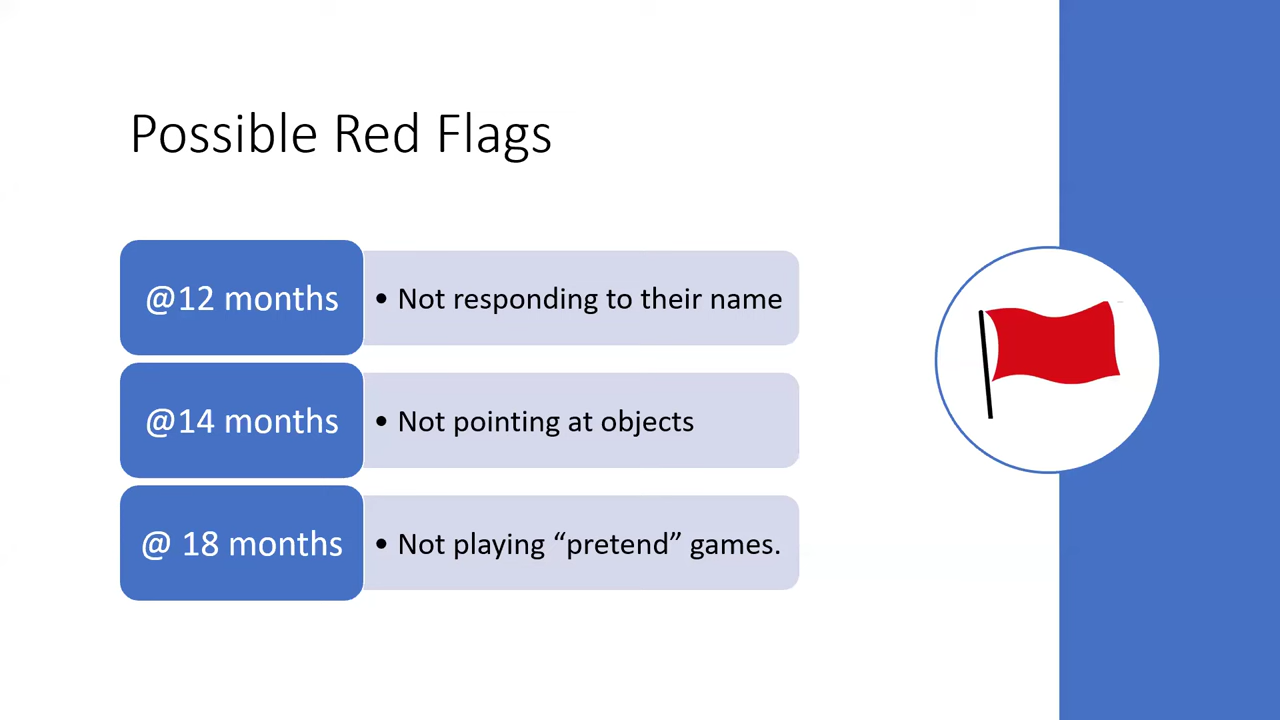 Possible Red Flags
@12 months
• Not responding to their name
@14 months
• Not pointing at objects
@ 18 months
• Not playing “pretend” games.